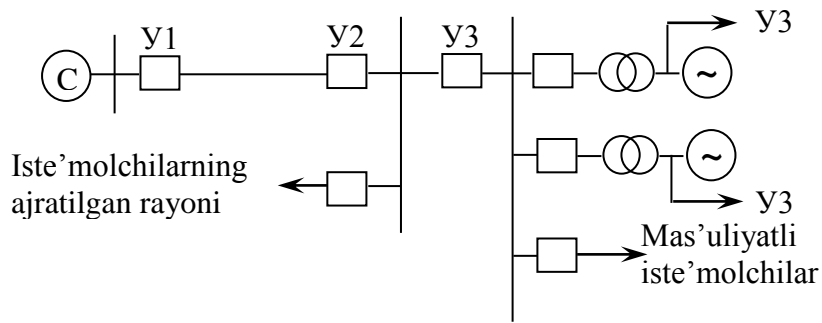 У3
У1
У2
У3
С
~
Iste’molchilarning
ajratilgan rayoni
~
У3
Mas’uliyatli
iste’molchilar